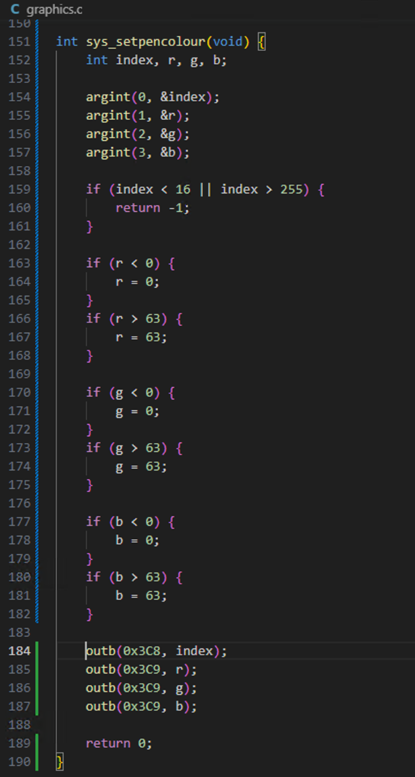 C graphics.c
150
151 int sys_setpencolour(void) {
152     int index, r, g, b;
153
154     argint(0, &index);
155     argint(1, &r);
156     argint(2, &g);
157     argint(3, &b);
158
159     if (index < 16 || index > 255) {
160         return -1;
161     }
162
163     if (r < 0) {
164         r = 0;
165     }
166     if (r > 63) {
167         r = 63;
168     }
169
170     if (g < 0) {
171         g = 0;
172     }
173     if (g > 63) {
174         g = 63;
175     }
176
177     if (b < 0) {
178         b = 0;
179     }
180     if (b > 63) {
181         b = 63;
182     }
183
184     outb(0x3C8, index);
185     outb(0x3C9, r);
186     outb(0x3C9, g);
187     outb(0x3C9, b);
188
189     return 0;
190 }